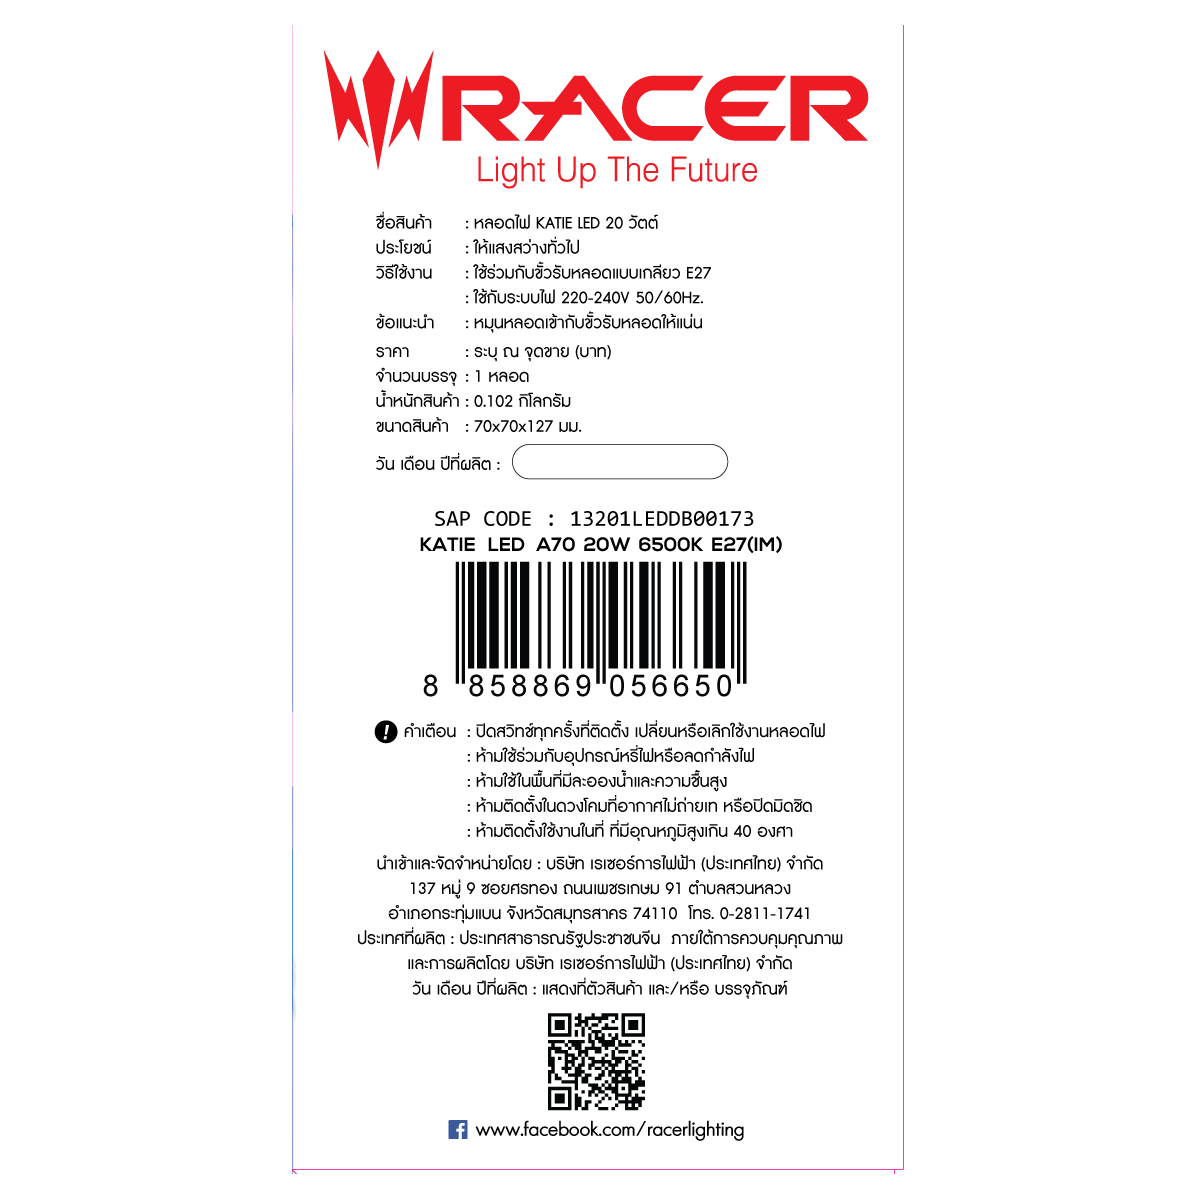 RACER
Light Up The Future
ชื่อสินค้า : หลอดไฟ KATIE LED 20 วัตต์
ประโยชน์ : ให้แสงสว่างทั่วไป
วิธีใช้งาน : ใช้ร่วมกับขั้วรับหลอดแบบเกลียว E27
: ใช้กับระบบไฟ 220-240V 50/60Hz.
ข้อแนะนำ : หมุนหลอดเข้ากับขั้วรับหลอดให้แน่น
ราคา : ระบุ ณ จุดขาย (บาท)
จำนวนบรรจุ : 1 หลอด
น้ำหนักสินค้า : 0.102 กิโลกรัม
ขนาดสินค้า : 70x70x127 มม.
วัน เดือน ปีที่ผลิต :
SAP CODE : 13201LEDDB00173
KATIE LED A70 20W 6500K E27(IM)
8 858869 056650
! คำเตือน : ปิดสวิทช์ทุกครั้งที่ติดตั้ง เปลี่ยนหรือเลิกใช้งานหลอดไฟ
: ห้ามใช้ร่วมกับอุปกรณ์หรี่ไฟหรือลดกำลังไฟ
: ห้ามใช้ในพื้นที่มีละอองน้ำและความชื้นสูง
: ห้ามติดตั้งในดวงโคมที่อากาศไม่ถ่ายเท หรือปิดมิดชิด
: ห้ามติดตั้งใช้งานในที่ ที่มีอุณหภูมิสูงเกิน 40 องศา
นำเข้าและจัดจำหน่ายโดย : บริษัท เรเซอร์การไฟฟ้า (ประเทศไทย) จำกัด
137 หมู่ 9 ซอยศรทอง ถนนเพชรเกษม 91 ตำบลสวนหลวง
อำเภอกระทุ่มแบน จังหวัดสมุทรสาคร 74110 โทร. 0-2811-1741
ประเทศที่ผลิต : ประเทศสาธารณรัฐประชาชนจีน ภายใต้การควบคุมคุณภาพ
และการผลิตโดย บริษัท เรเซอร์การไฟฟ้า (ประเทศไทย) จำกัด
วัน เดือน ปีที่ผลิต : แสดงที่ตัวสินค้า และ/หรือ บรรจุภัณฑ์
www.facebook.com/racerlighting